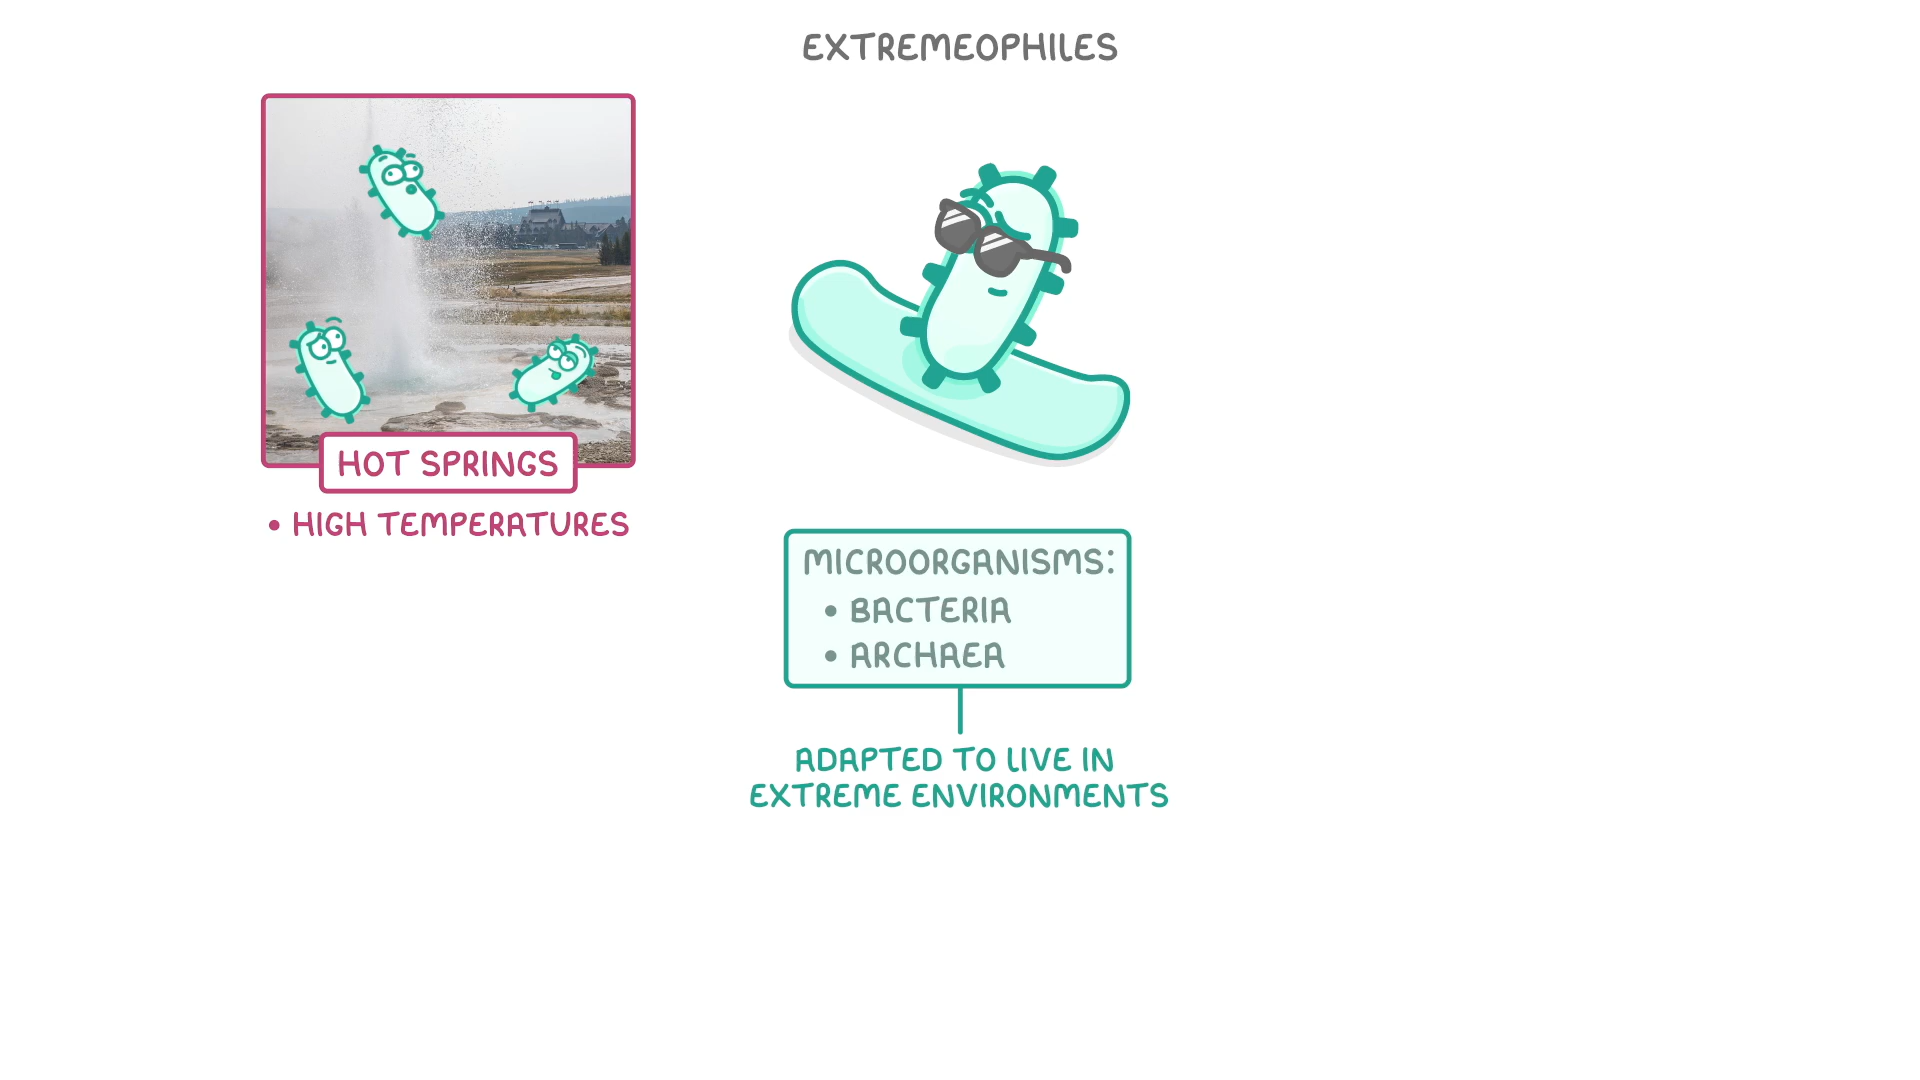 EXTREMEOPHILES
HOT SPRINGS
• HIGH TEMPERATURES
MICROORGANISMS:
• BACTERIA
• ARCHAEA
ADAPTED TO LIVE IN
EXTREME ENVIRONMENTS